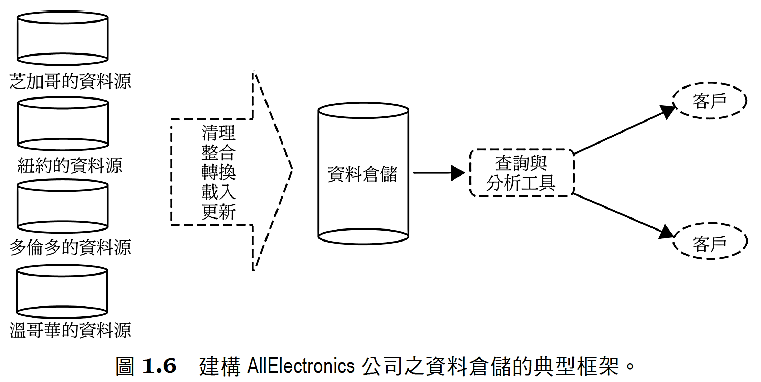 芝加哥的資料源
紐約的資料源
多倫多的資料源
溫哥華的資料源
清理
整合
轉換
載入
更新
資料倉儲
查詢與
分析工具
客戶
客戶
圖 1.6 建構 AllElectronics 公司之資料倉儲的典型框架。